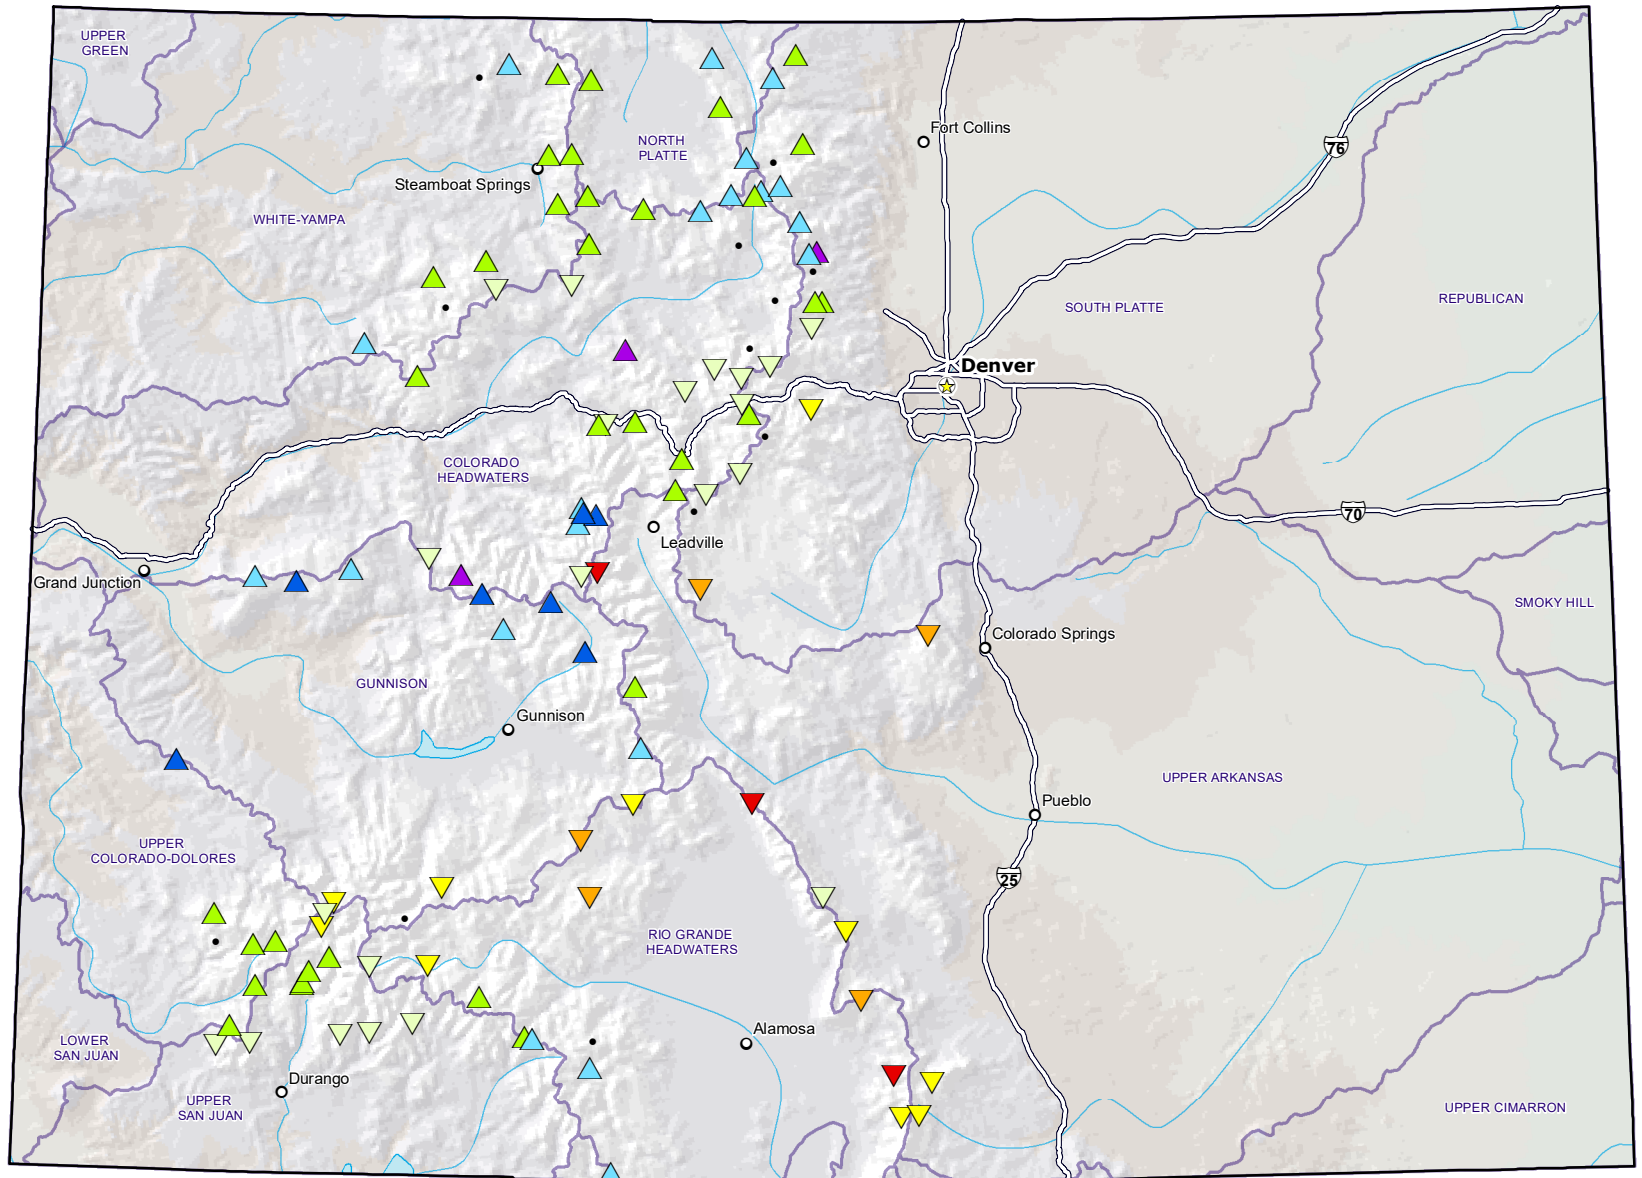 UPPER
GREEN
Fort Collins
NORTH
PLATTE
76
Steamboat Springs
WHITE-YAMPA
REPUBLICAN
SOUTH PLATTE
Denver
COLORADO
HEADWATERS
70
Leadville
Grand Junction
SMOKY HILL
Colorado Springs
GUNNISON
Gunnison
UPPER ARKANSAS
Pueblo
UPPER
COLORADO-DOLORES
25
RIO GRANDE
HEADWATERS
Alamosa
LOWER
SAN JUAN
Durango
UPPER
SAN JUAN
UPPER CIMARRON